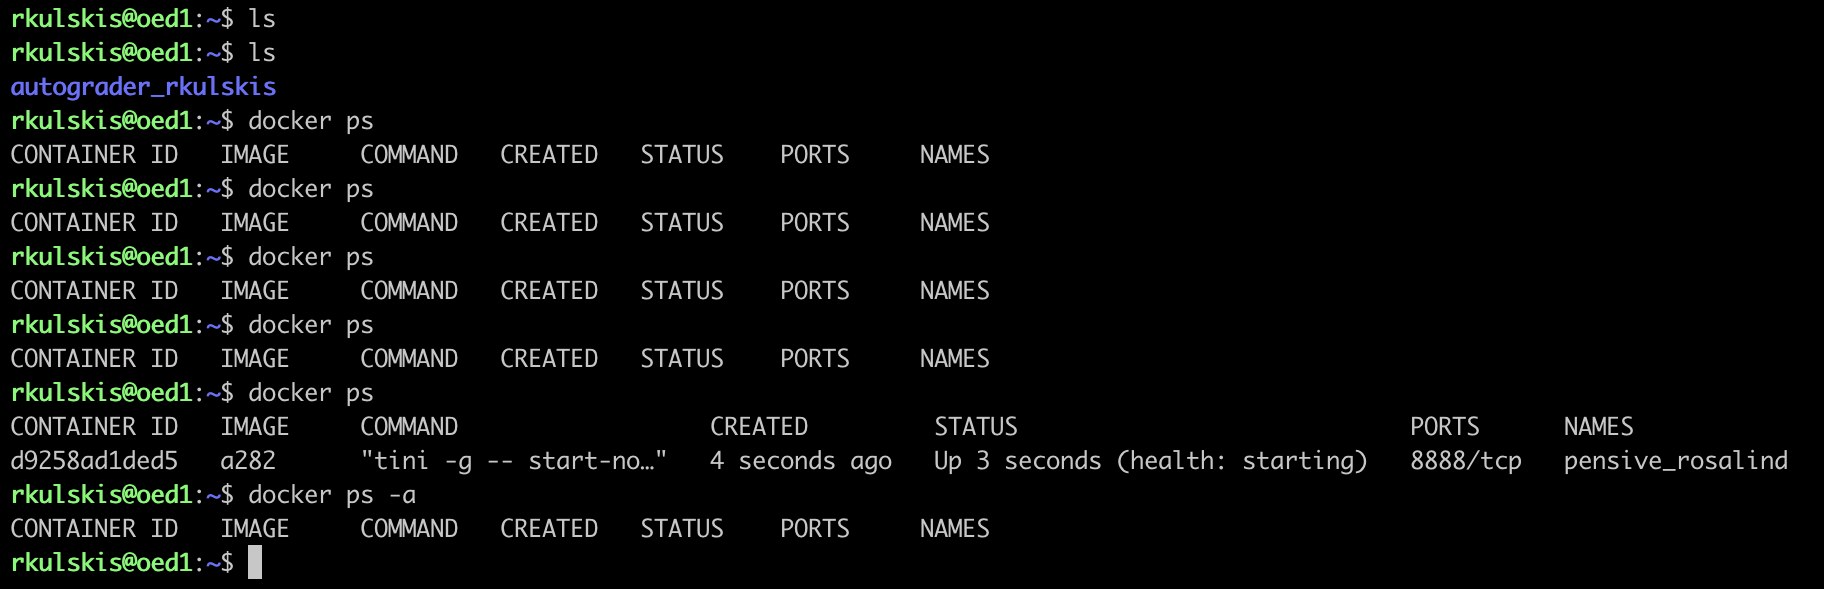 rkulskis@oed1:~$ ls
rkulskis@oed1:~$ ls
autograder_rkulskis
rkulskis@oed1:~$ docker ps
CONTAINER ID   IMAGE     COMMAND   CREATED   STATUS    PORTS     NAMES
rkulskis@oed1:~$ docker ps
CONTAINER ID   IMAGE     COMMAND   CREATED   STATUS    PORTS     NAMES
rkulskis@oed1:~$ docker ps
CONTAINER ID   IMAGE     COMMAND   CREATED   STATUS    PORTS     NAMES
rkulskis@oed1:~$ docker ps
CONTAINER ID   IMAGE     COMMAND   CREATED   STATUS    PORTS     NAMES
rkulskis@oed1:~$ docker ps
CONTAINER ID   IMAGE     COMMAND                  CREATED         STATUS                            PORTS      NAMES
d9258ad1ded5   a282      "tini -g -- start-no…"   4 seconds ago   Up 3 seconds (health: starting)   8888/tcp   pensive_rosalind
rkulskis@oed1:~$ docker ps -a
CONTAINER ID   IMAGE     COMMAND   CREATED   STATUS    PORTS     NAMES
rkulskis@oed1:~$